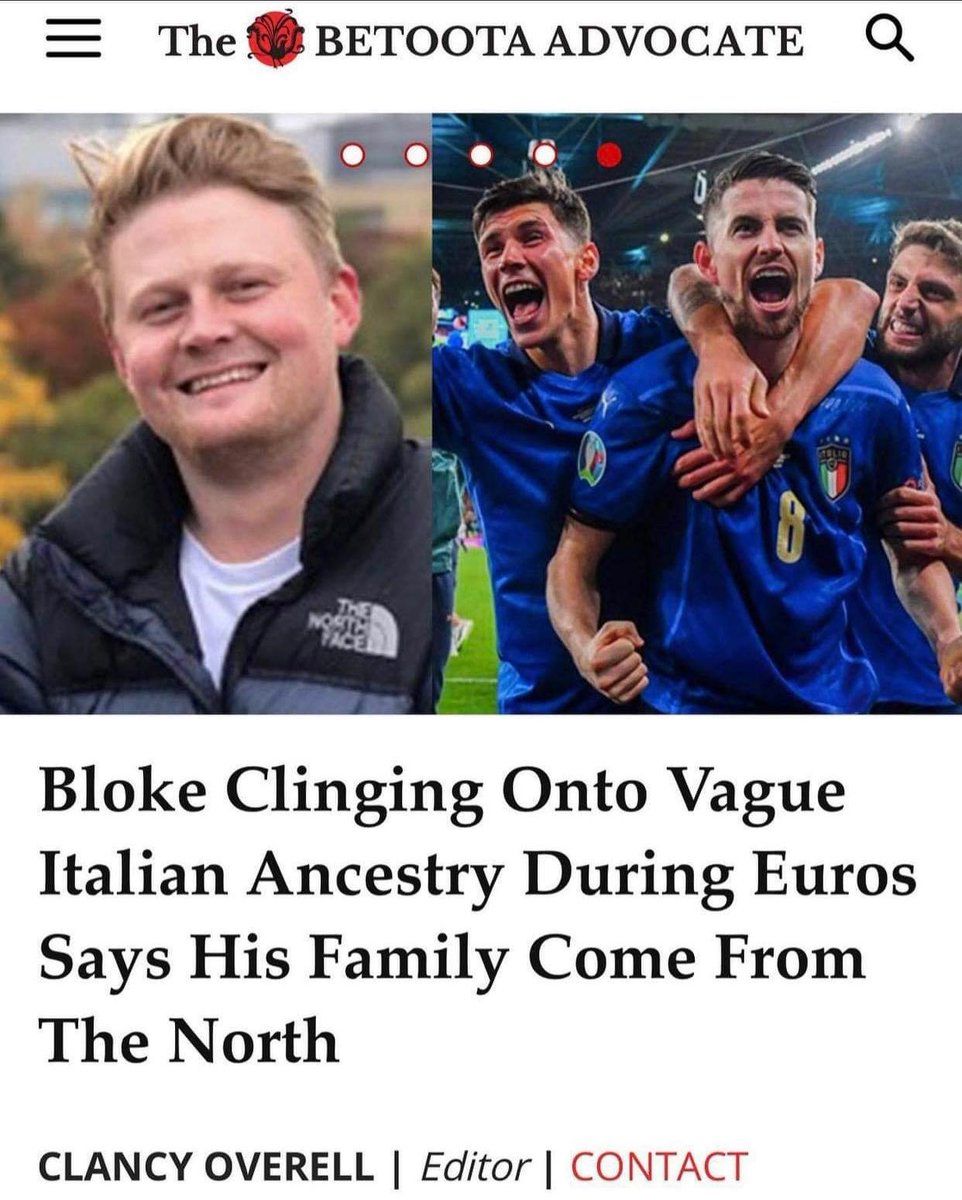 The BETOOTA ADVOCATE
THE
NORTH
FACE
ITALIA
8
Bloke Clinging Onto Vague
Italian Ancestry During Euros
Says His Family Come From
The North
CLANCY OVERELL | Editor | CONTACT